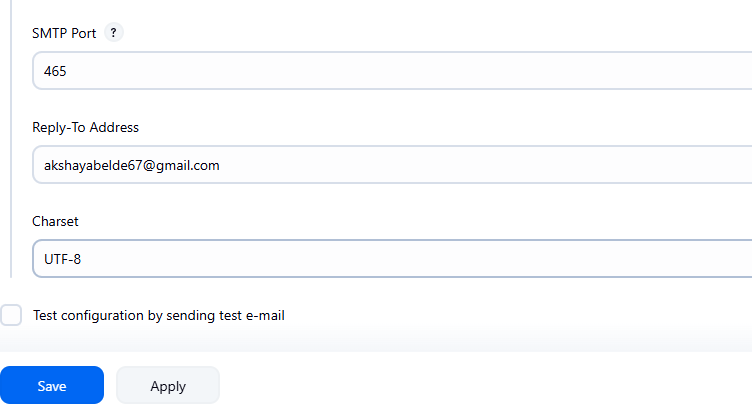 SMTP Port ?
465
Reply-To Address
akshayabelde67@gmail.com
Charset
UTF-8
Test configuration by sending test e-mail
Save Apply